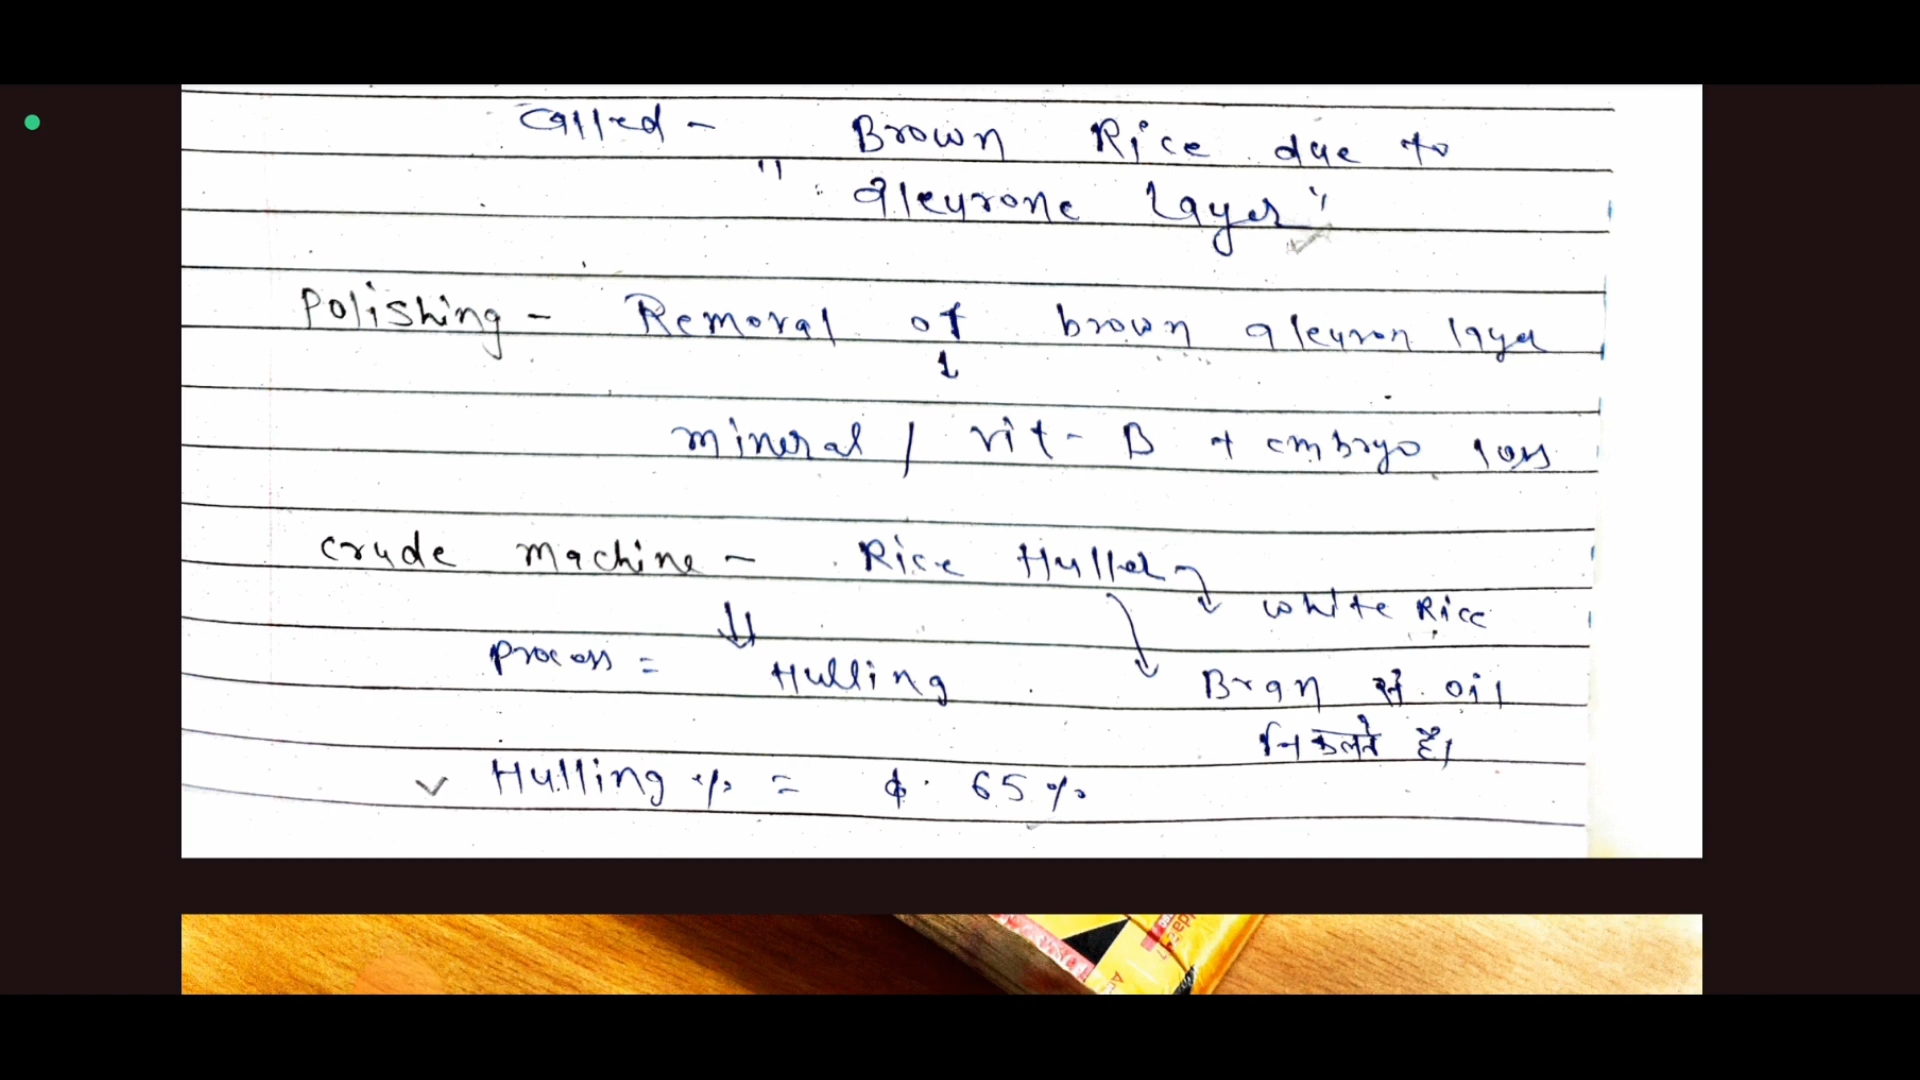 Called - Brown Rice due to
" aleurone Layer"
Polishing - Removal of brown aleuron layer
mineral / vit- B + embryo loss
Crude machine - Rice Huller
White Rice
Process = Hulling
Bran से oil
निकलते है।
Hulling % = 65 %